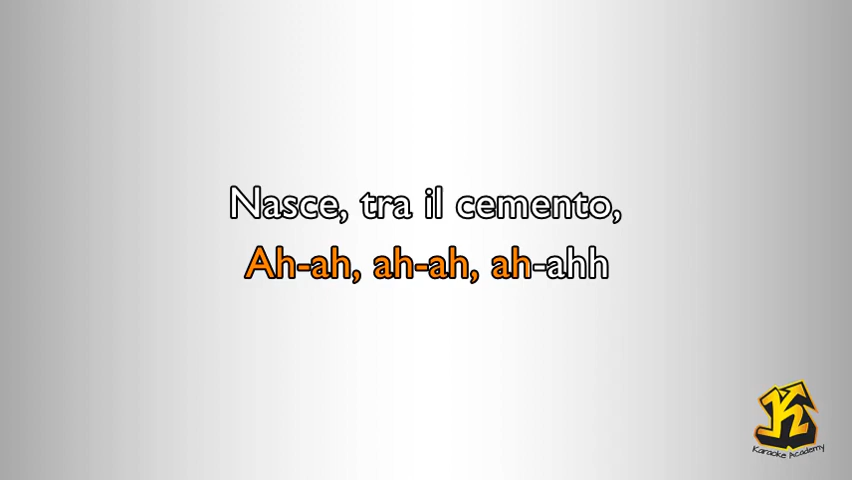 Nasce, tra il cemento,
Ah-ah, ah-ah, ah-ahh
K
Karaoke Academy